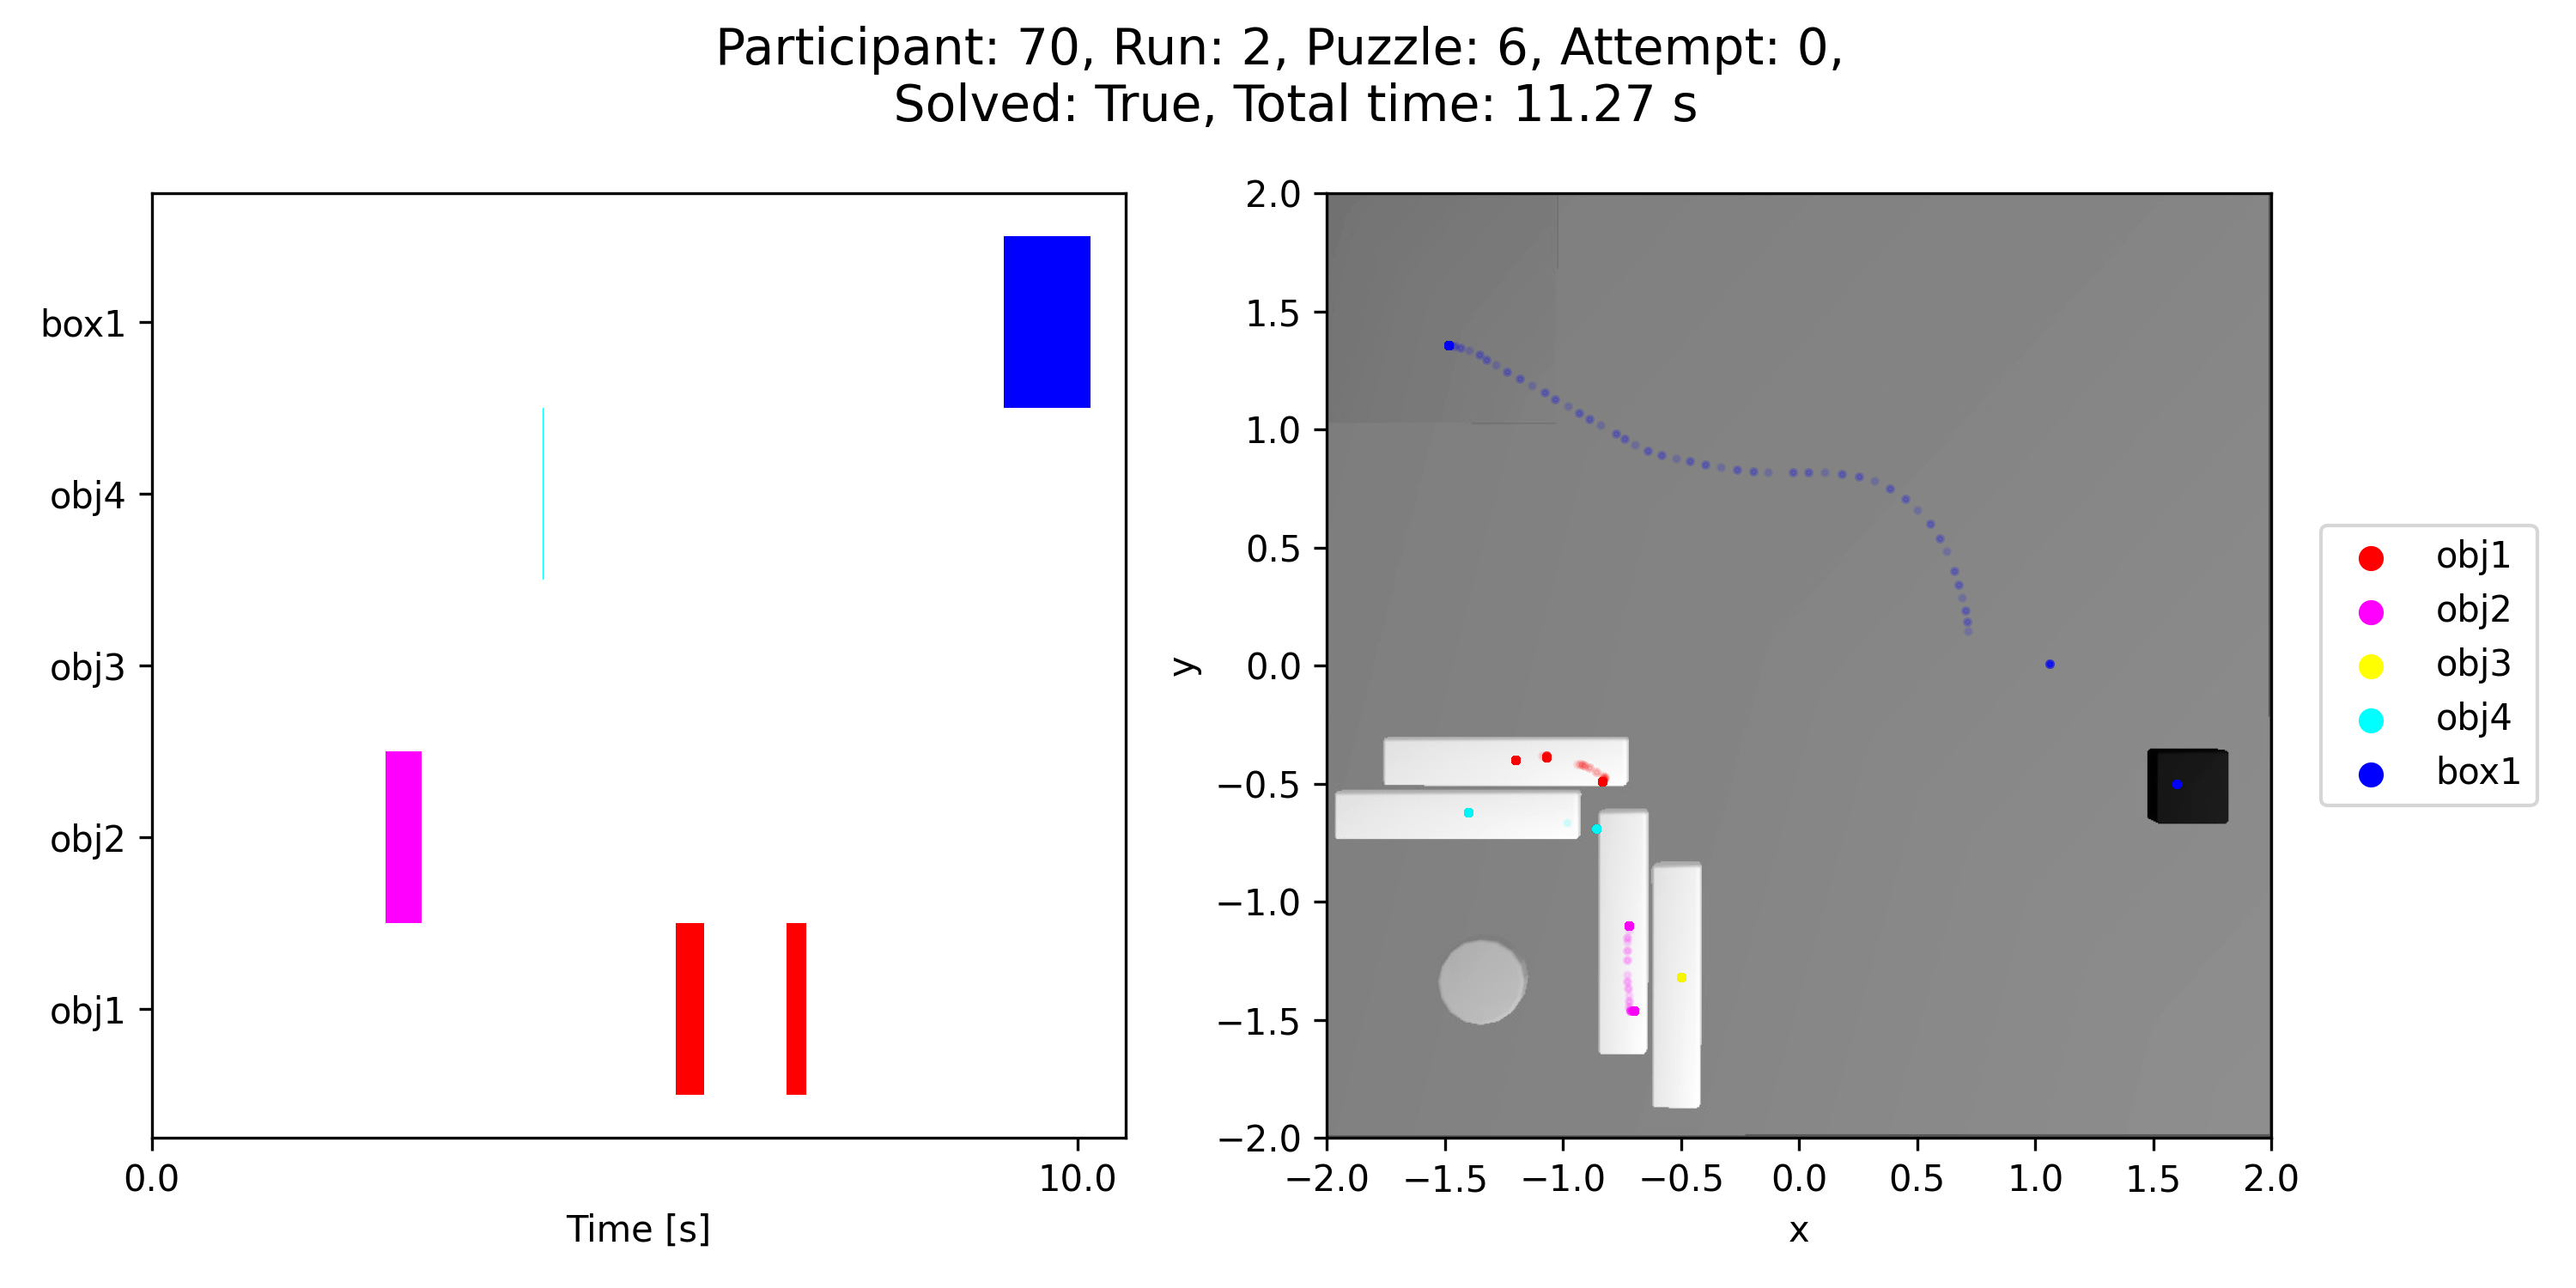 Participant: 70, Run: 2, Puzzle: 6, Attempt: 0,
Solved: True, Total time: 11.27 s
box1
obj4
obj3
obj2
obj1
0.0
10.0
Time [s]
2.0
1.5
1.0
0.5
0.0
−0.5
−1.0
−1.5
−2.0
y
−2.0
−1.5
−1.0
−0.5
0.0
0.5
1.0
1.5
2.0
x
obj1
obj2
obj3
obj4
box1